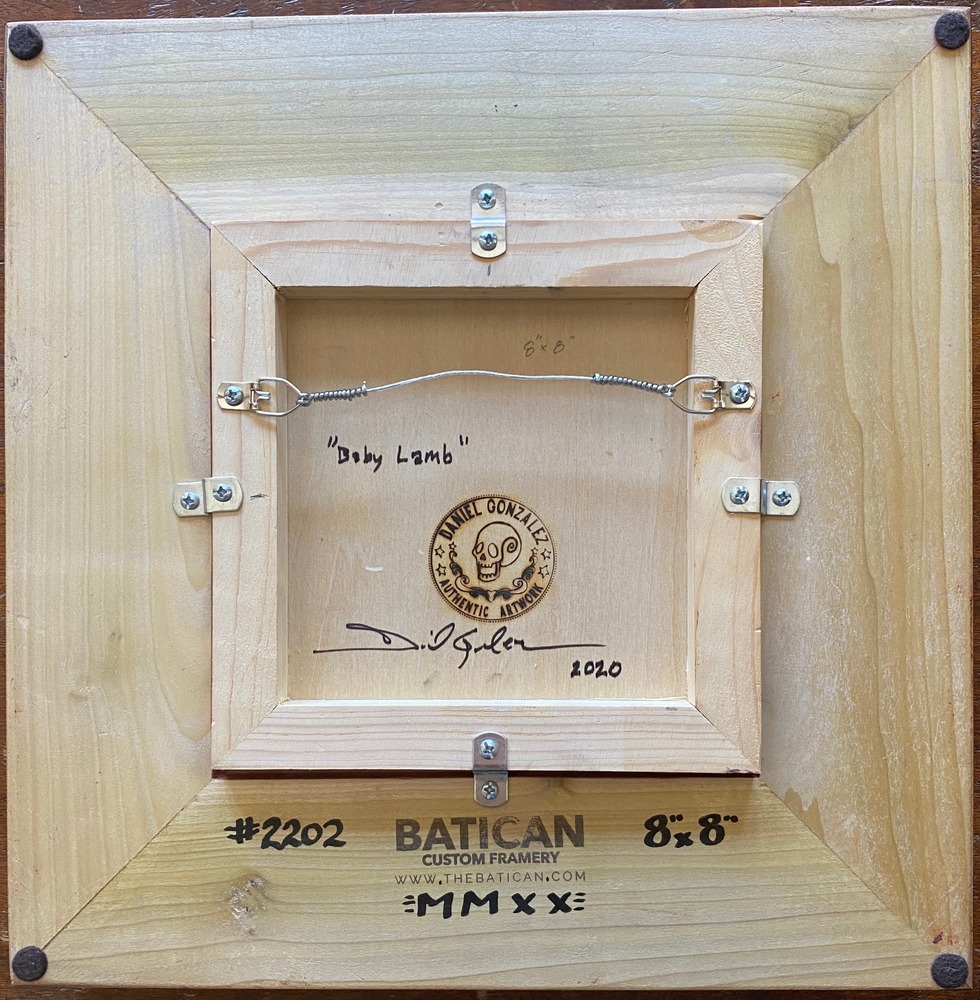 8"x 8"
"Baby Lamb"
DANIEL GONZALEZ
AUTHENTIC ARTWORK
2020
#2202
BATICAN
CUSTOM FRAMERY
WWW.THEBATICAN.COM
8"x8"
MMXX